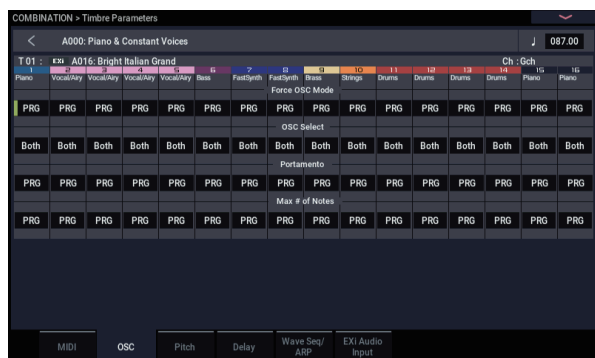 COMBINATION > Timbre Parameters
A000: Piano & Constant Voices ♩ 087.00
T 01 : EXi A016: Bright Italian Grand Ch : Gch
1 2 3 4 5 6 7 8 9 10 11 12 13 14 15 16
Piano Vocal/Airy Vocal/Airy Vocal/Airy Vocal/Airy Bass FastSynth FastSynth Brass Strings Drums Drums Drums Drums Piano Piano
Force OSC Mode
PRG PRG PRG PRG PRG PRG PRG PRG PRG PRG PRG PRG PRG PRG PRG PRG
OSC Select
Both Both Both Both Both Both Both Both Both Both Both Both Both Both Both Both
Portamento
PRG PRG PRG PRG PRG PRG PRG PRG PRG PRG PRG PRG PRG PRG PRG PRG
Max # of Notes
PRG PRG PRG PRG PRG PRG PRG PRG PRG PRG PRG PRG PRG PRG PRG PRG
MIDI OSC Pitch Delay Wave Seq/ EXi Audio
ARP Input